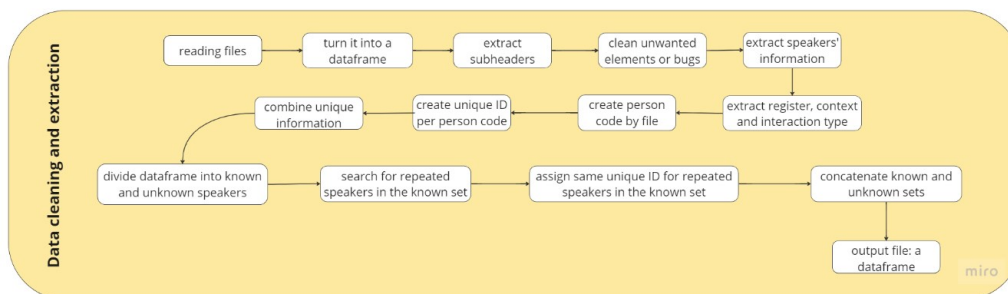 Data cleaning and extraction
reading files
turn it into a
dataframe
extract
subheaders
clean unwanted
elements or bugs
extract speakers'
information
extract register, context
and interaction type
create person
code by file
create unique ID
per person code
combine unique
information
divide dataframe into known
and unknown speakers
search for repeated
speakers in the known set
assign same unique ID for repeated
speakers in the known set
concatenate known and
unknown sets
output file: a
dataframe
miro